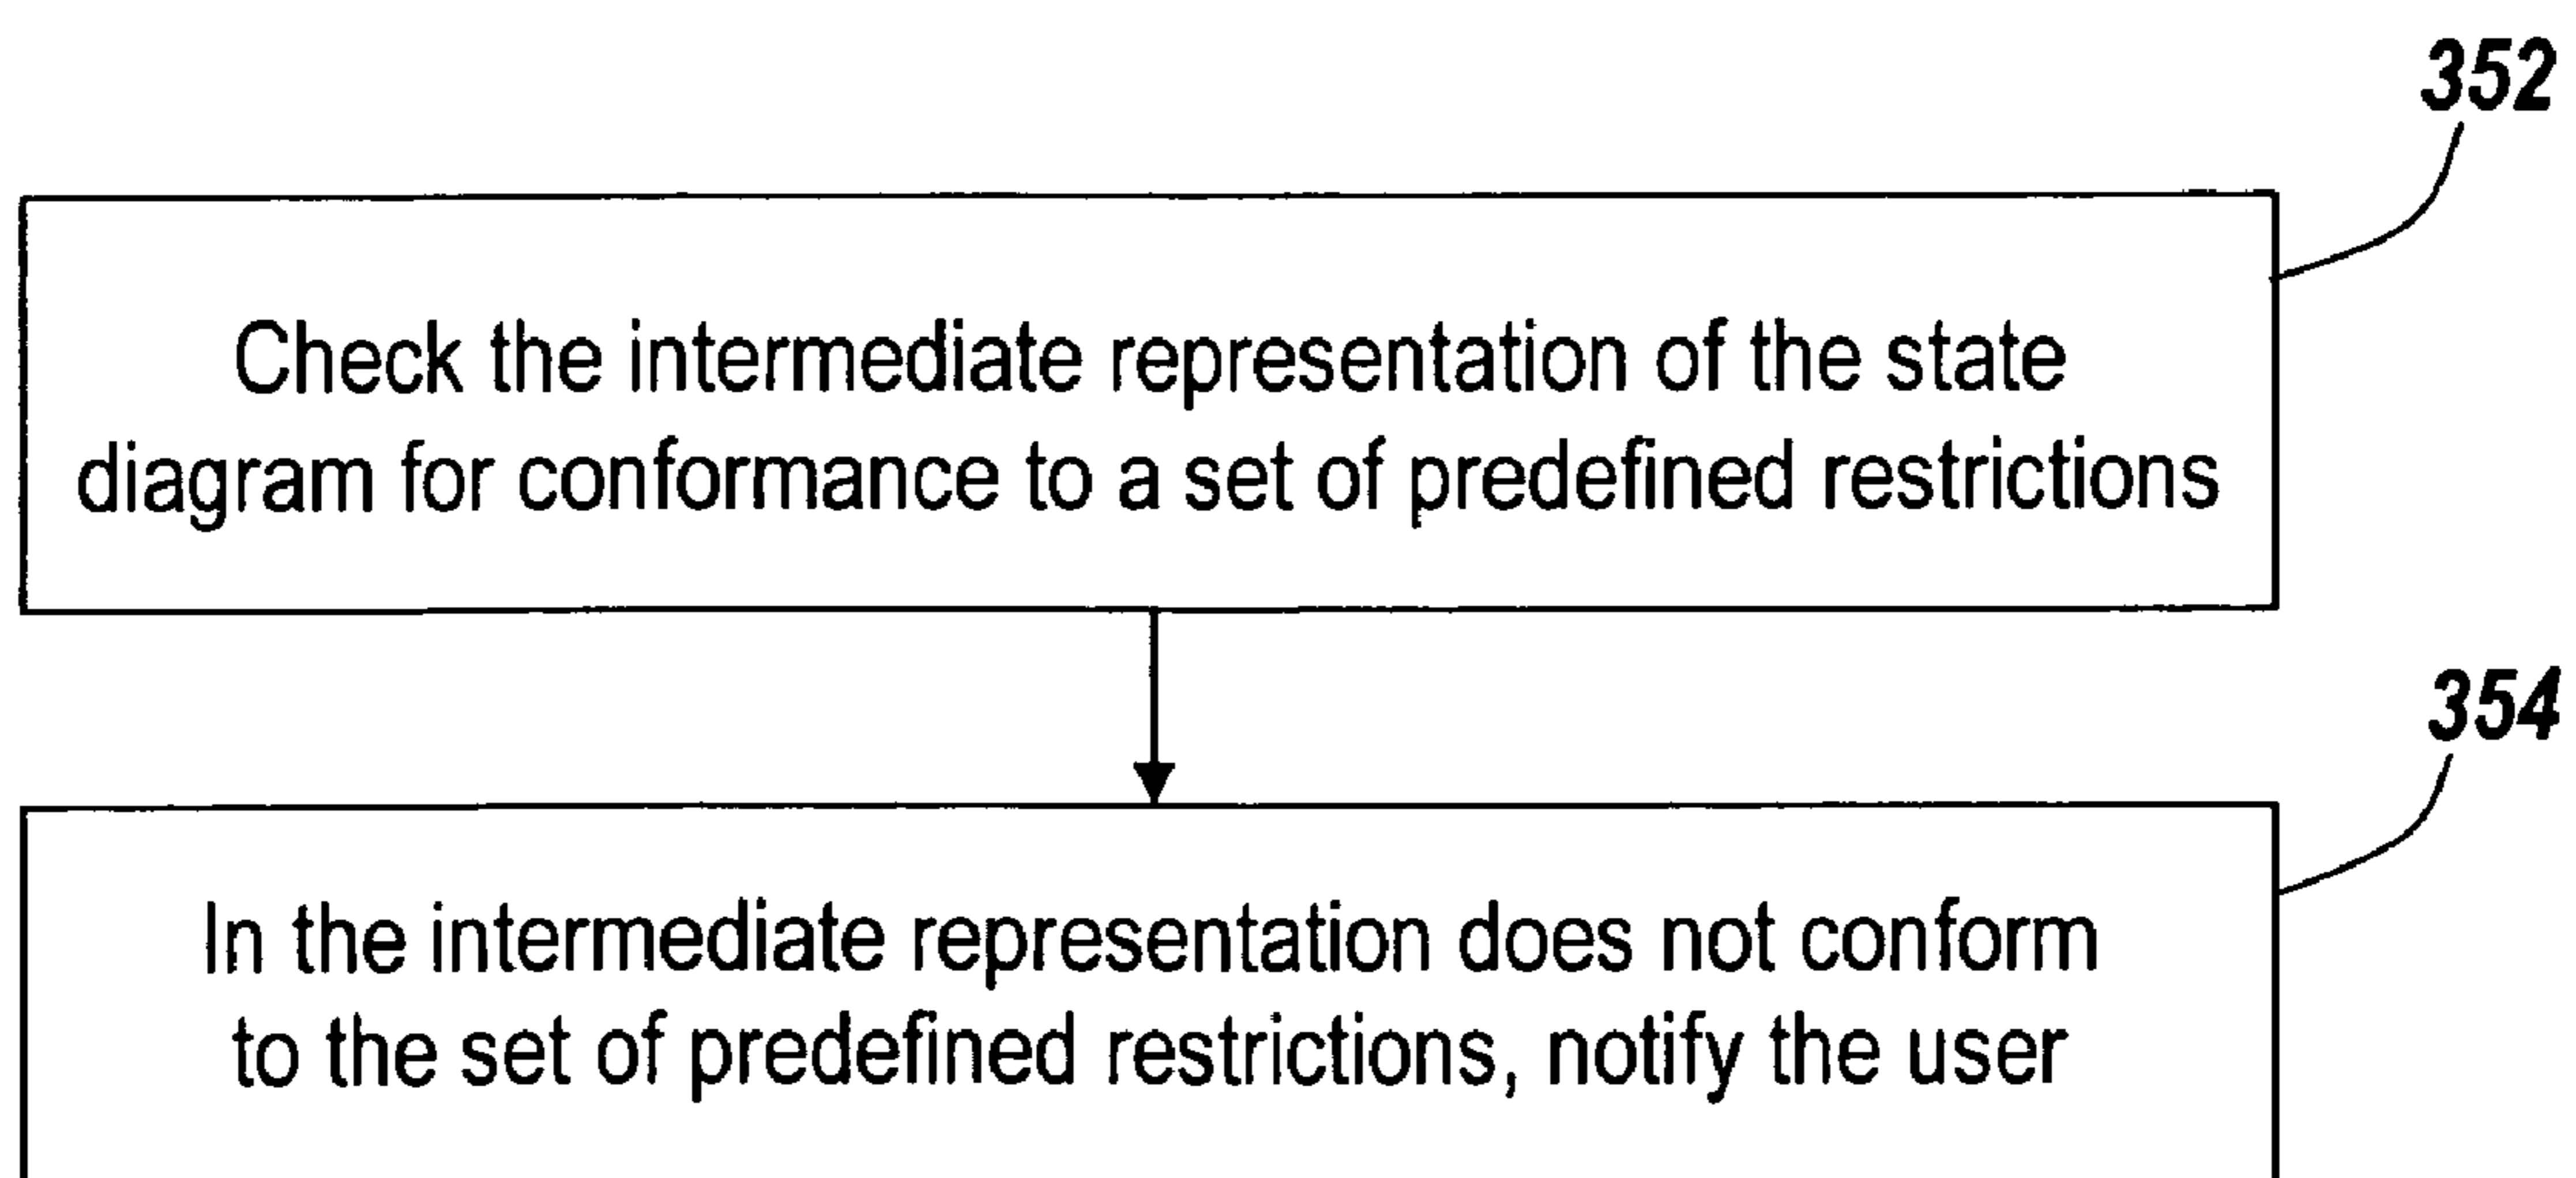 352
Check the intermediate representation of the state
diagram for conformance to a set of predefined restrictions
354
In the intermediate representation does not conform
to the set of predefined restrictions, notify the user